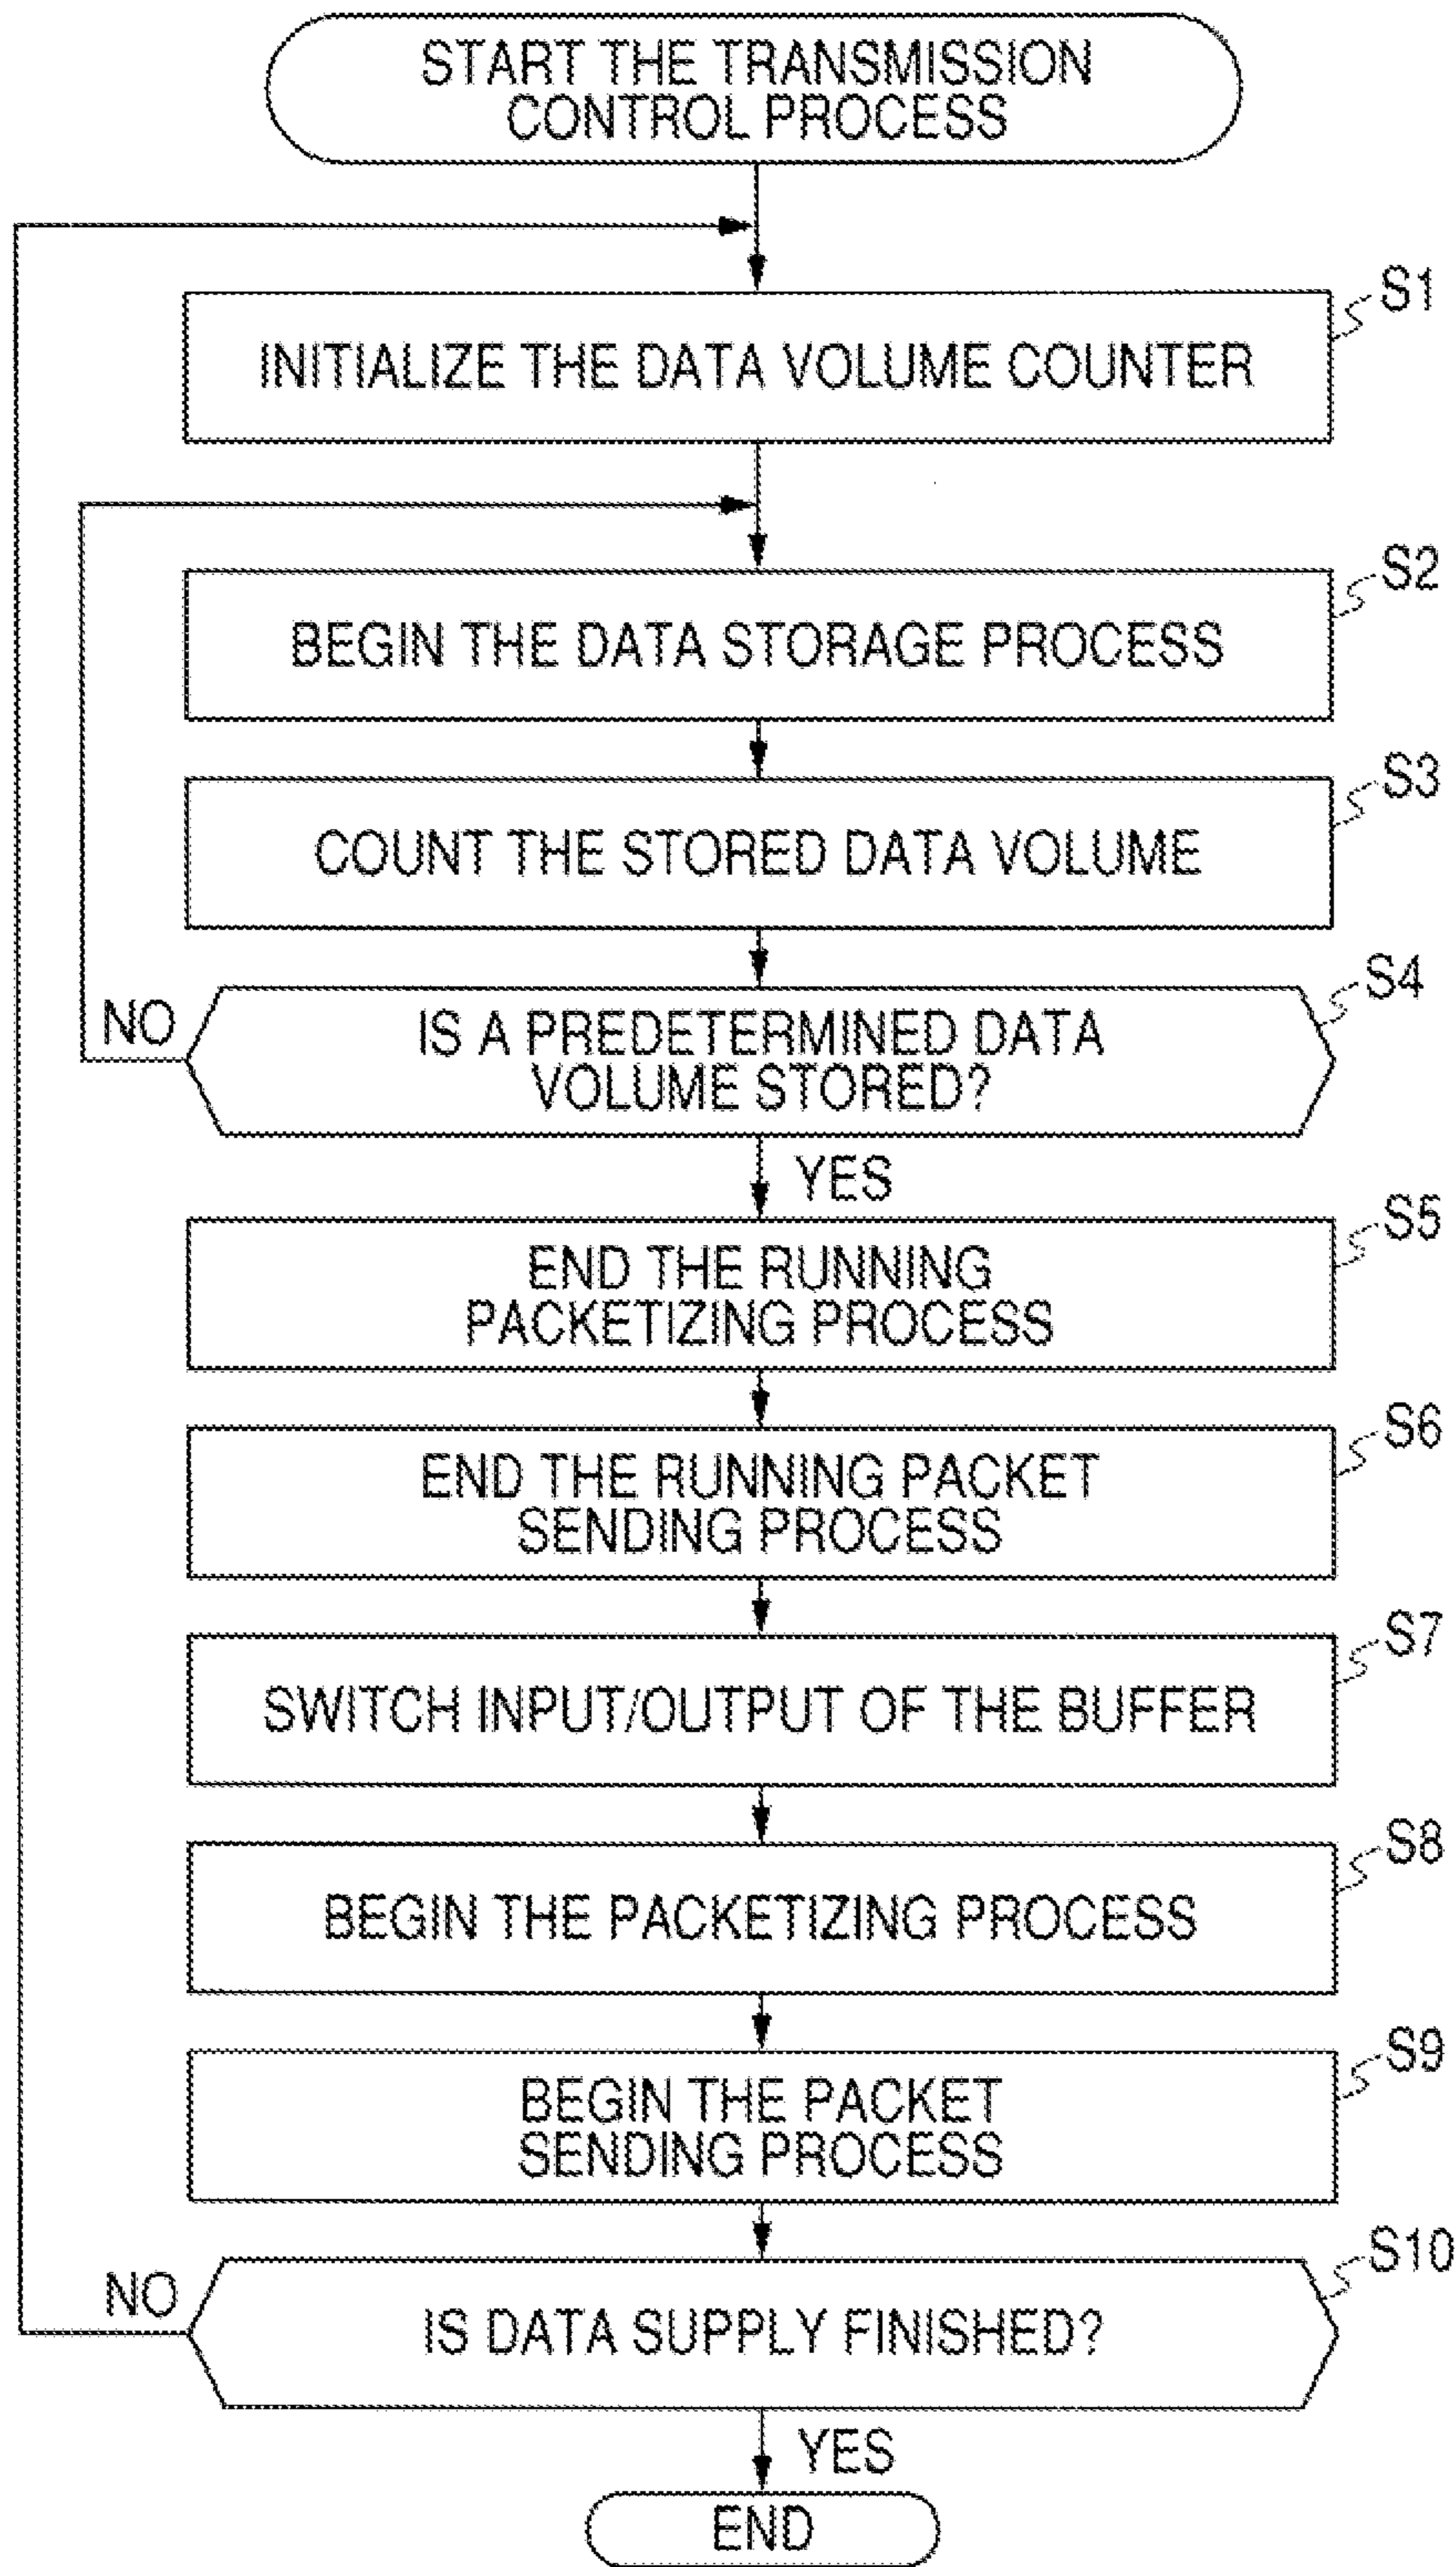 START THE TRANSMISSION
CONTROL PROCESS
S1
INITIALIZE THE DATA VOLUME COUNTER
S2
BEGIN THE DATA STORAGE PROCESS
S3
COUNT THE STORED DATA VOLUME
S4
NO
IS A PREDETERMINED DATA
VOLUME STORED?
YES
S5
END THE RUNNING
PACKETIZING PROCESS
S6
END THE RUNNING PACKET
SENDING PROCESS
S7
SWITCH INPUT/OUTPUT OF THE BUFFER
S8
BEGIN THE PACKETIZING PROCESS
S9
BEGIN THE PACKET
SENDING PROCESS
S10
NO
IS DATA SUPPLY FINISHED?
YES
END